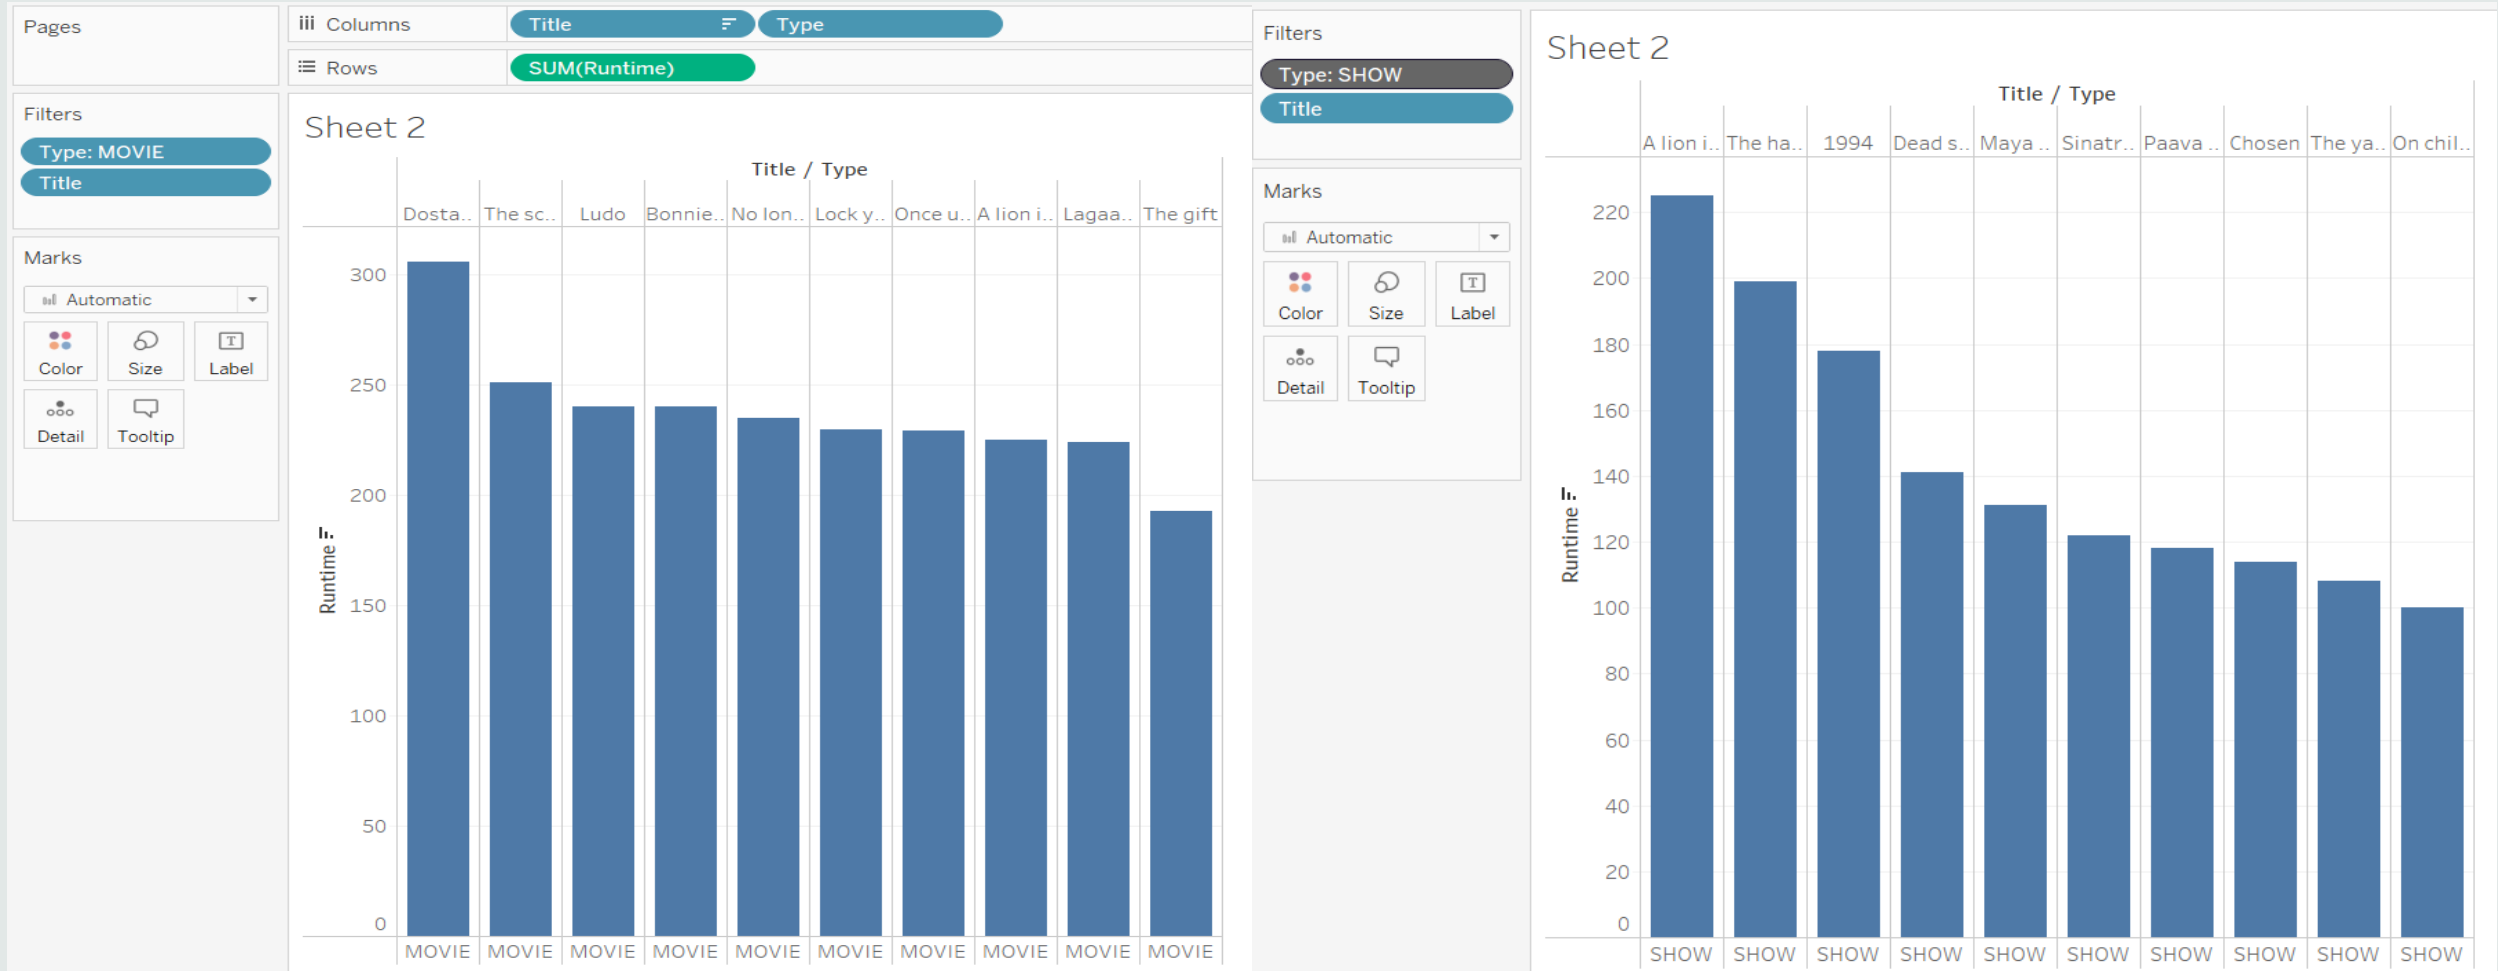 Pages
Columns
Title
Type
Rows
SUM(Runtime)
Filters
Type: MOVIE
Title
Marks
Automatic
Color
Size
Label
Detail
Tooltip
Sheet 2
Title / Type
Dosta.. The sc.. Ludo Bonnie.. No lon.. Lock y.. Once u.. A lion i.. Lagaa.. The gift
300
250
200
150
100
50
0
Runtime
MOVIE MOVIE MOVIE MOVIE MOVIE MOVIE MOVIE MOVIE MOVIE MOVIE
Filters
Type: SHOW
Title
Marks
Automatic
Color
Size
Label
Detail
Tooltip
Sheet 2
Title / Type
A lion i.. The ha.. 1994 Dead s.. Maya .. Sinatr.. Paava .. Chosen The ya.. On chil..
220
200
180
160
140
120
100
80
60
40
20
0
Runtime
SHOW SHOW SHOW SHOW SHOW SHOW SHOW SHOW SHOW SHOW